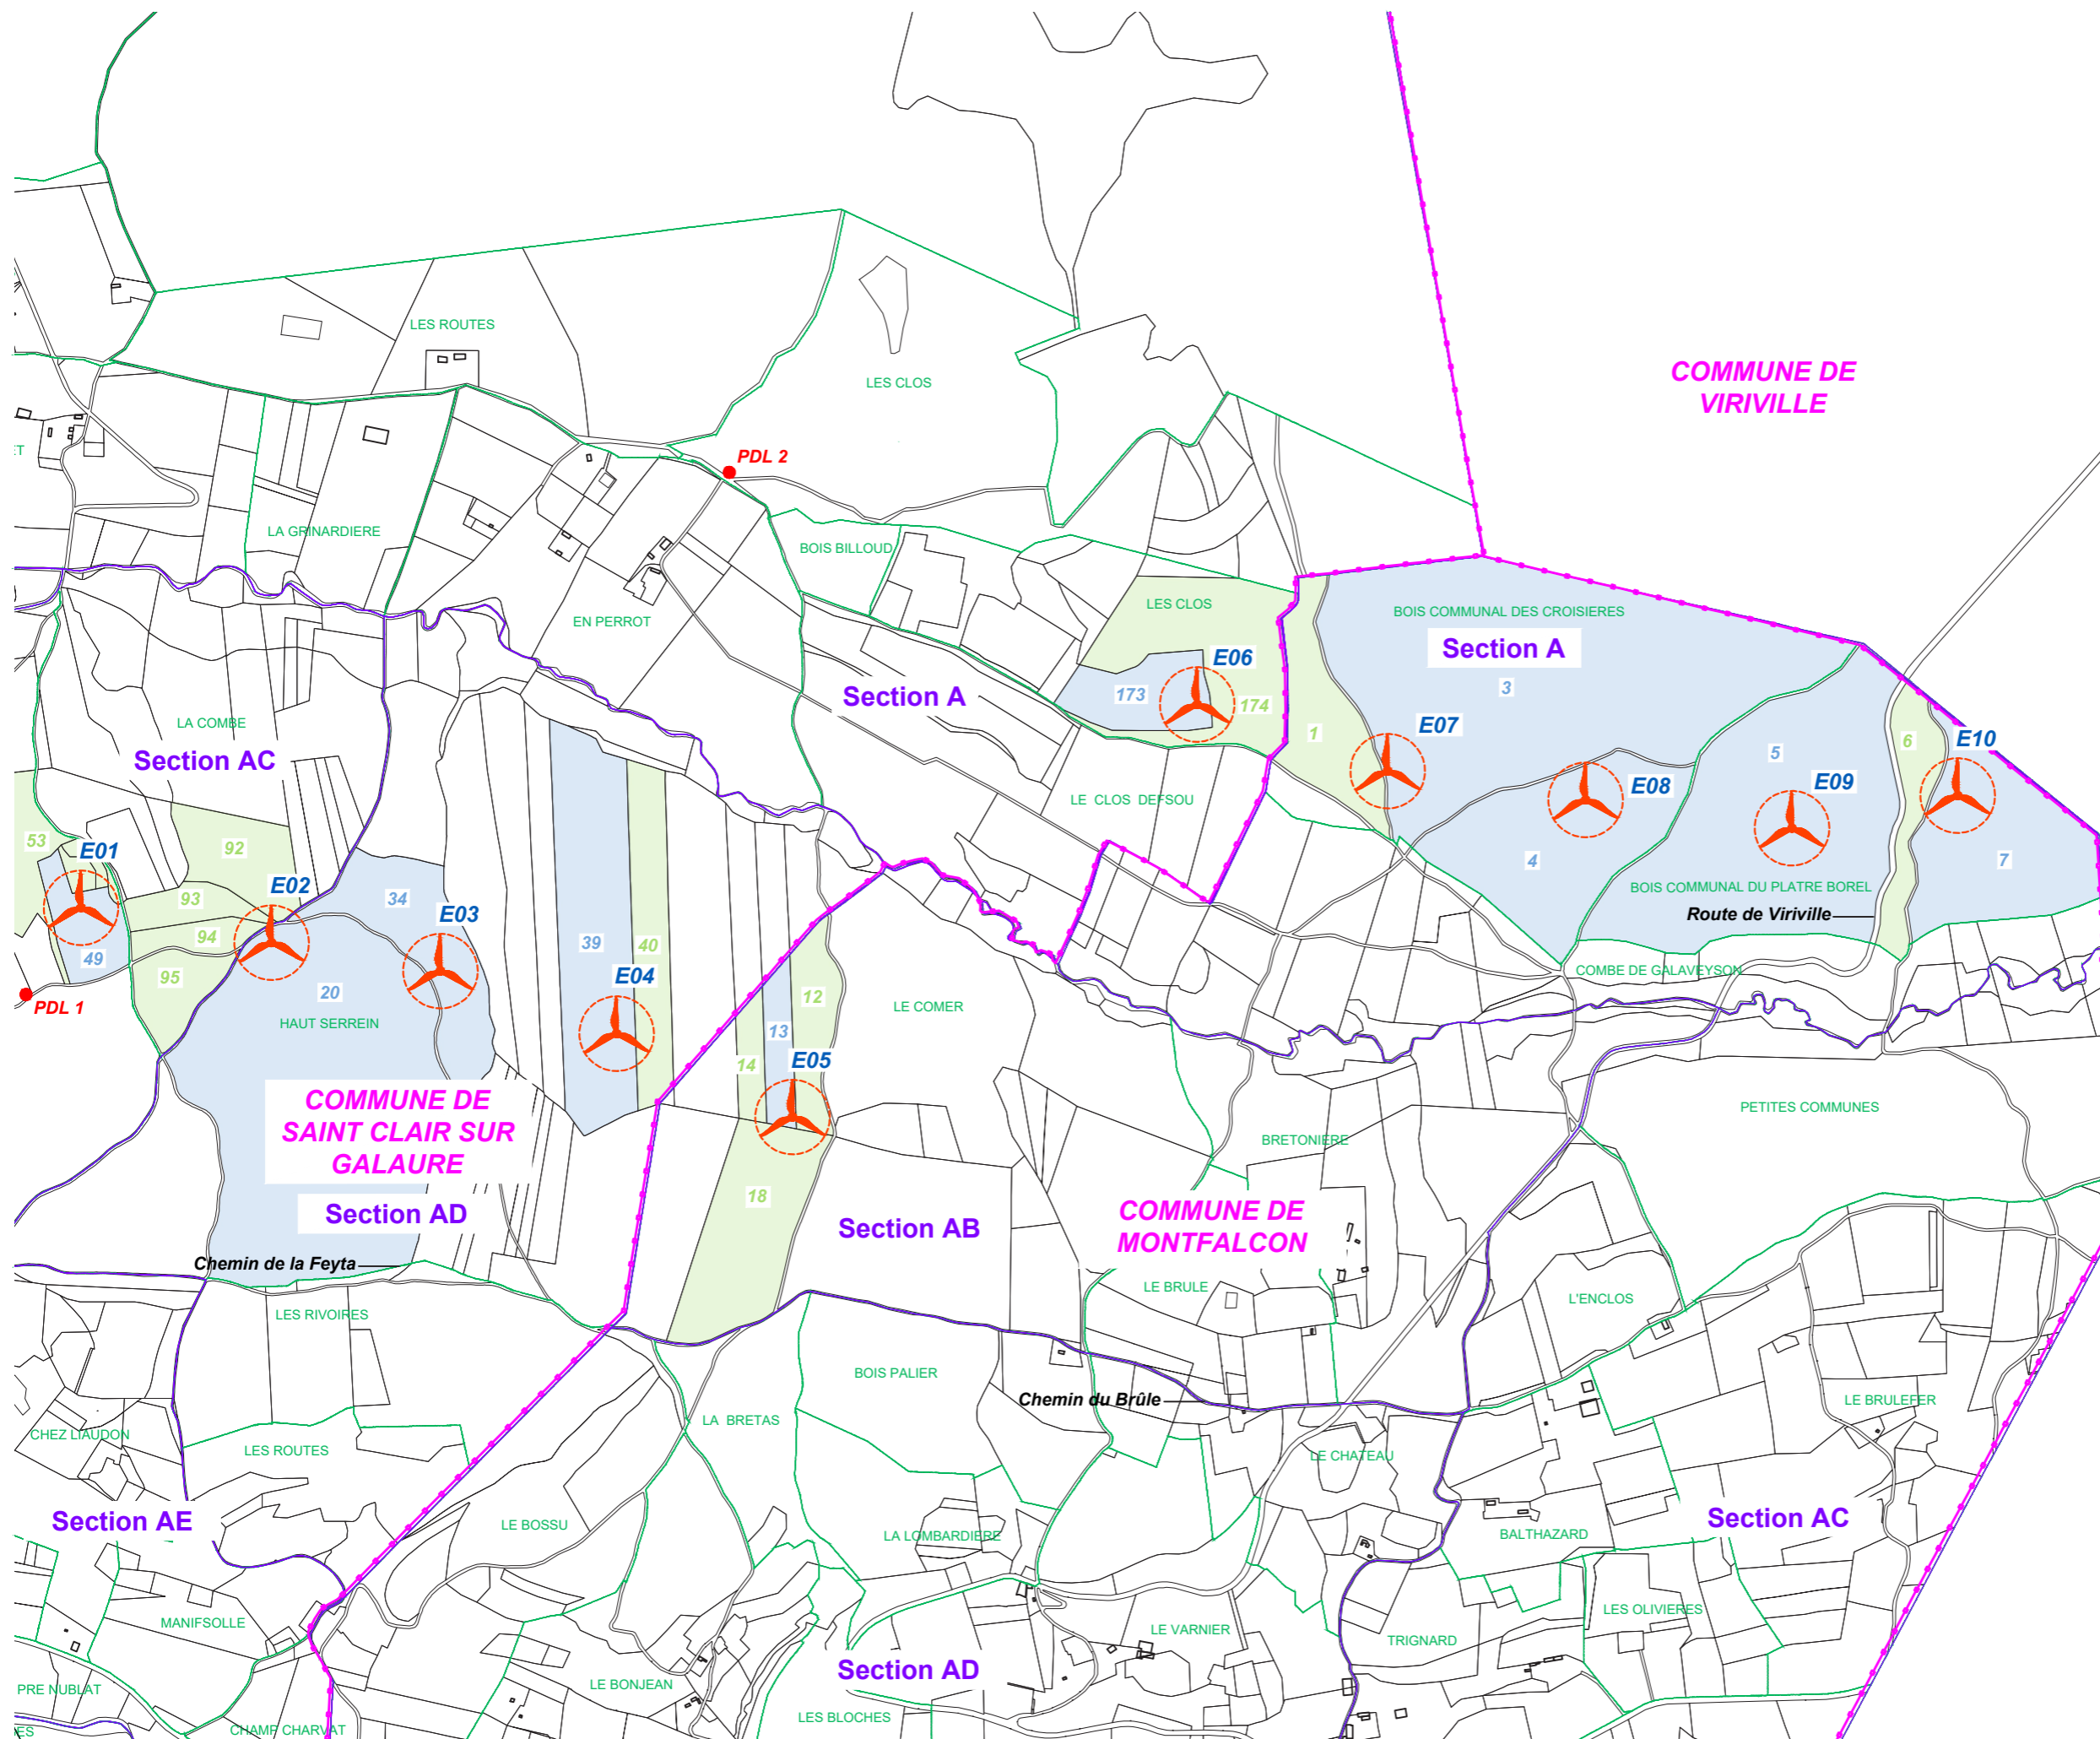 LES ROUTES
COMMUNE DE
VIRIVILLE
LES CLOS
ET
PDL 2
LA GRINARDIERE
BOIS BILLOUD
LES CLOS
BOIS COMMUNAL DES CROISIERES
EN PERROT
Section A
E06
173
174
3
Section A
LA COMBE
Section AC
1
E07
6
E10
5
E08
E09
LE CLOS DEFSOU
53
E01
92
4
7
BOIS COMMUNAL DU PLATRE BOREL
Route de Viriville
93
E02
34
E03
94
39
40
49
95
E04
COMBE DE GALAVEYSON
PDL 1
20
HAUT SERREIN
12
LE COMER
13
14
E05
COMMUNE DE
SAINT CLAIR SUR
GALAURE
PETITES COMMUNES
BRETONIERE
18
Section AD
Section AB
COMMUNE DE
MONTFALCON
Chemin de la Feyta
LE BRULE
L'ENCLOS
LES RIVOIRES
BOIS PALIER
Chemin du Brûle
LE BRULEFER
LA BRETAS
CHEZ LIAUDON
LES ROUTES
LE CHATEAU
Section AE
LE BOSSU
LA LOMBARDIERE
BALTHAZARD
Section AC
MANIFSOLLE
LE VARNIER
TRIGNARD
LES OLIVIERES
Section AD
PRE NUBLAT
LE BONJEAN
LES BLOCHES
ES
CHAMP CHARVAT